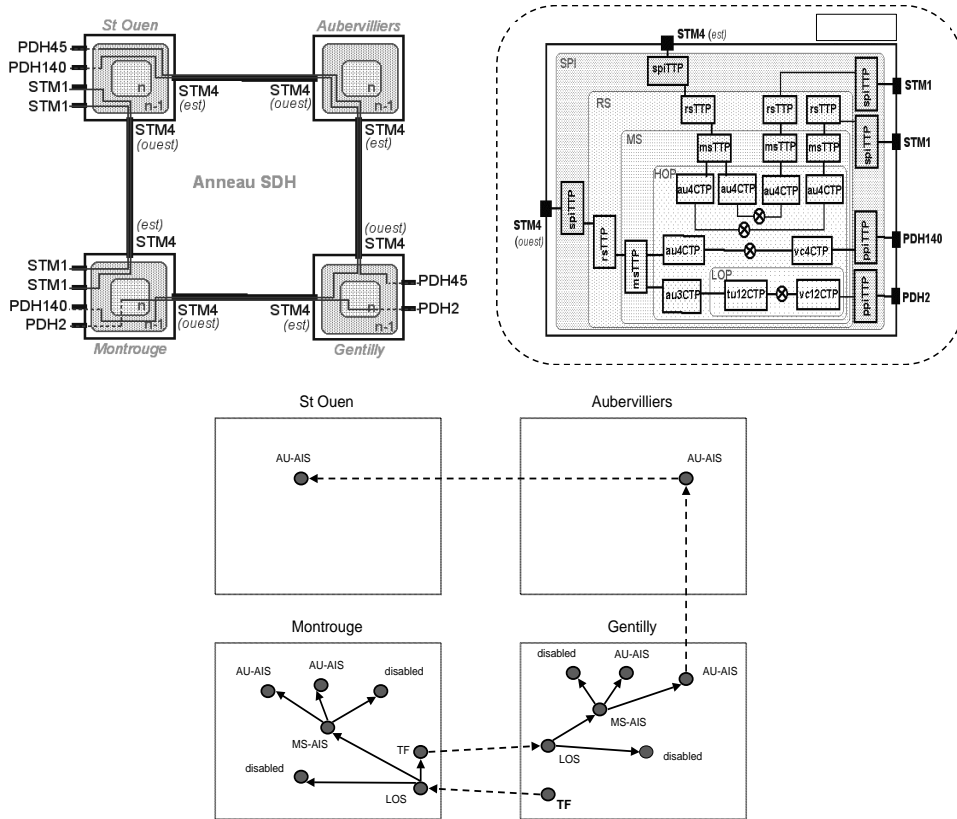 St Ouen
Aubervilliers
PDH45
PDH140
STM1
STM1
n
n-1
STM4
(est)
STM4
(ouest)
n
n-1
STM4
(ouest)
STM4
(est)
Anneau SDH
(est)
STM4
(ouest)
STM4
STM1
STM1
PDH140
PDH2
n
n-1
STM4
(ouest)
STM4
(est)
n
n-1
PDH45
PDH2
Montrouge
Gentilly
STM4 (est)
SPI
spiTTP
spiTTP
STM1
RS
rsTTP
rsTTP
rsTTP
spiTTP
STM1
MS
msTTP
msTTP
msTTP
HOP
au4CTP
au4CTP
au4CTP
au4CTP
STM4
(ouest)
spiTTP
rsTTP
msTTP
au4CTP
vc4CTP
ppiTTP
PDH140
LOP
au3CTP
tu12CTP
vc12CTP
ppiTTP
PDH2
St Ouen
Aubervilliers
AU-AIS
AU-AIS
Montrouge
Gentilly
AU-AIS
AU-AIS
disabled
MS-AIS
disabled
TF
LOS
disabled
AU-AIS
AU-AIS
MS-AIS
LOS
disabled
TF